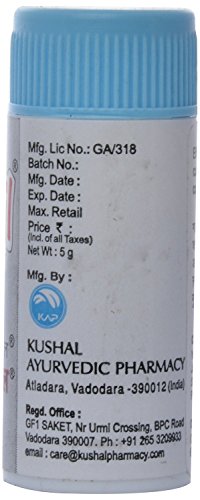 Mfg. Lic No.: GA/318
Batch No.:
Mfg. Date :
Exp. Date :
Max. Retail
Price ₹ :
(Incl. of all Taxes)
Net : 5 g
Mfg. By :
KAP
KUSHAL
AYURVEDIC PHARMACY
Atladara, Vadodara -390012 (India)
Regd. Office :
GF1 SAKET, Nr Urmi Crossing, BPC Road
Vadodara 390007. Ph : +91 265 3209933
email : care@kushalpharmacy.com